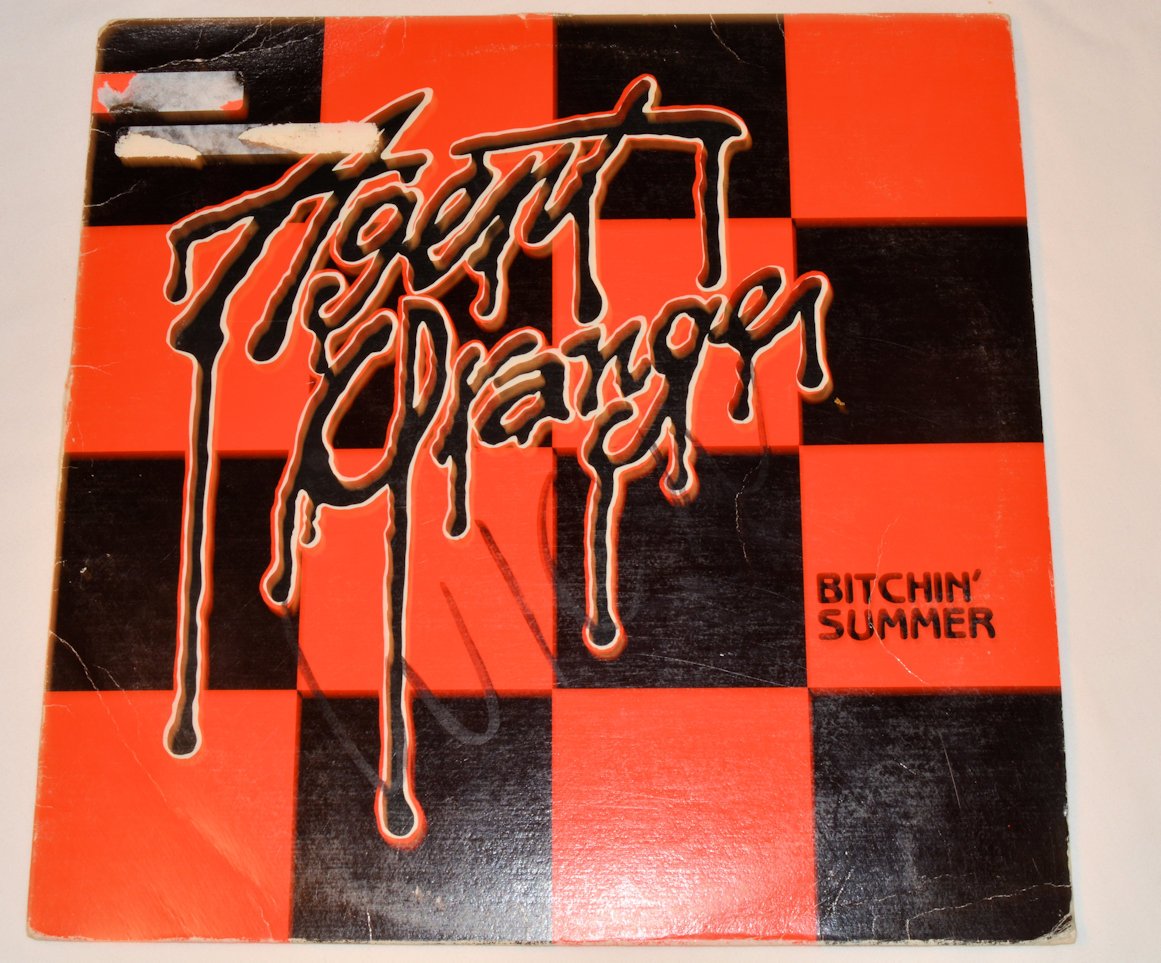 Agent
Orange
BITCHIN'
SUMMER